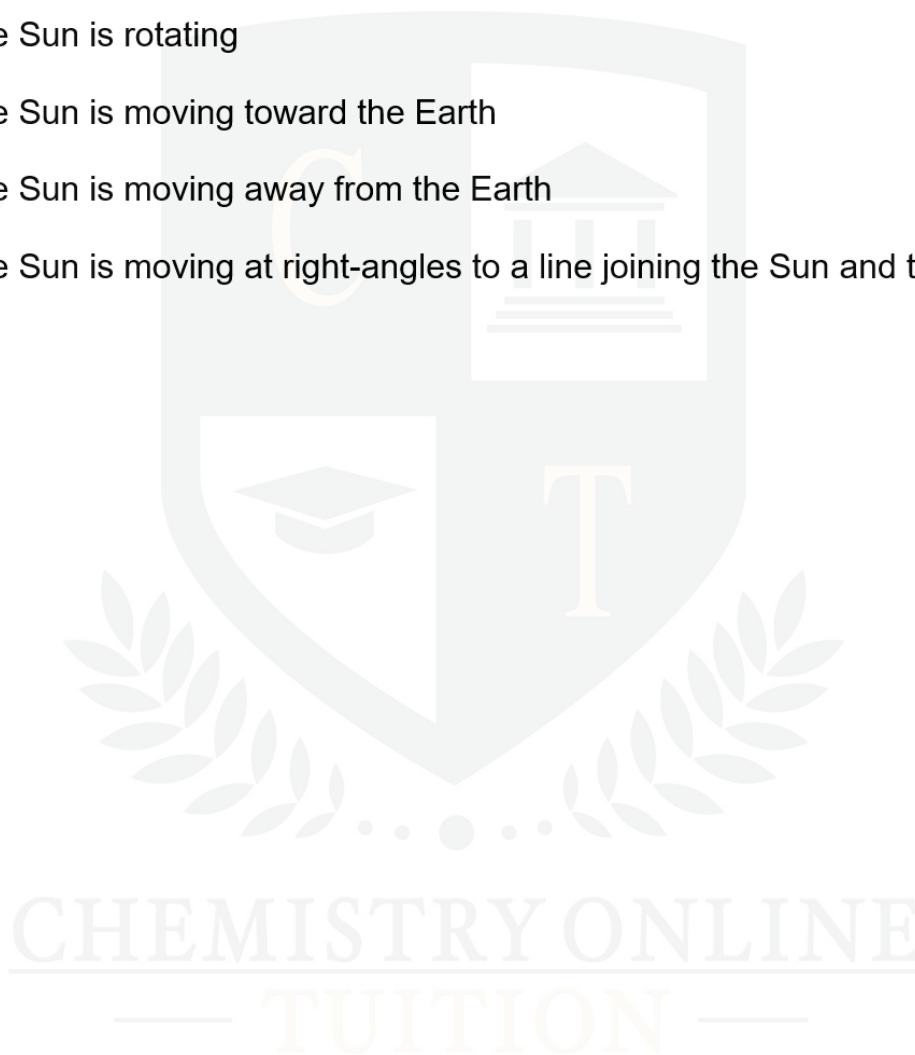 e Sun is rotating
e Sun is moving toward the Earth
e Sun is moving away from the Earth
e Sun is moving at right-angles to a line joining the Sun and t
C
T
CHEMISTRY ONLINE
TUITION